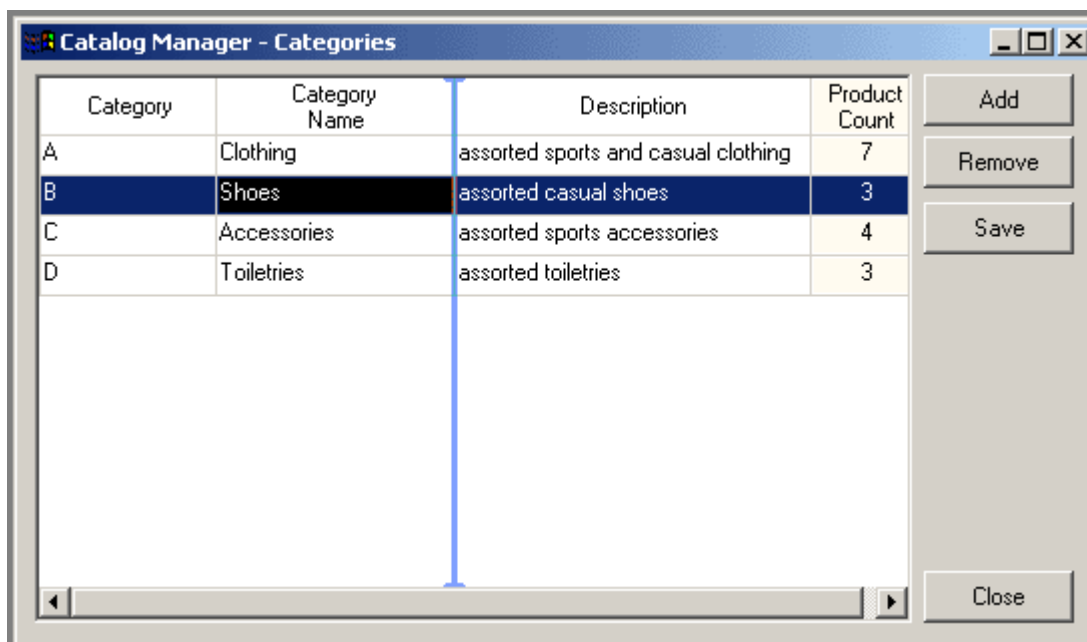 Catalog Manager - Categories
Category Category Name Description Product Count Add
A Clothing assorted sports and casual clothing 7
Remove
B Shoes assorted casual shoes 3
C Accessories assorted sports accessories 4 Save
D Toiletries assorted toiletries 3
Close